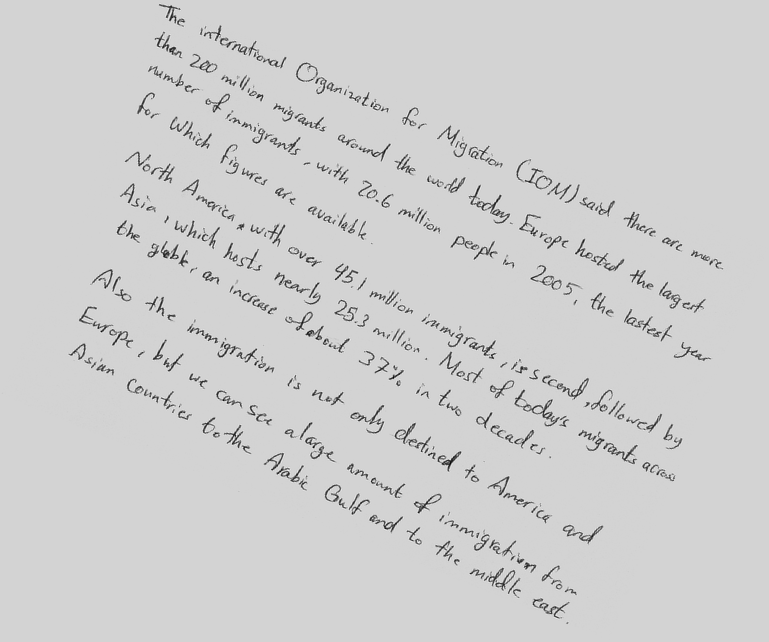 The international Organization for Migration (IOM) said there are more
than 200 million migrants around the world today. Europe hosted the largest
number of immigrants, with 70.6 million people in 2005, the lastest year
for which figures are available.
North America, with over 45.1 million immigrants, is second, followed by
Asia, which hosts nearly 25.3 million. Most of today's migrants across
the globle, an increase of about 37% in two decades.
Also the immigration is not only destined to America and
Europe, but we can see a large amount of immigration from
Asian countries to the Arabic Gulf and to the middle east.